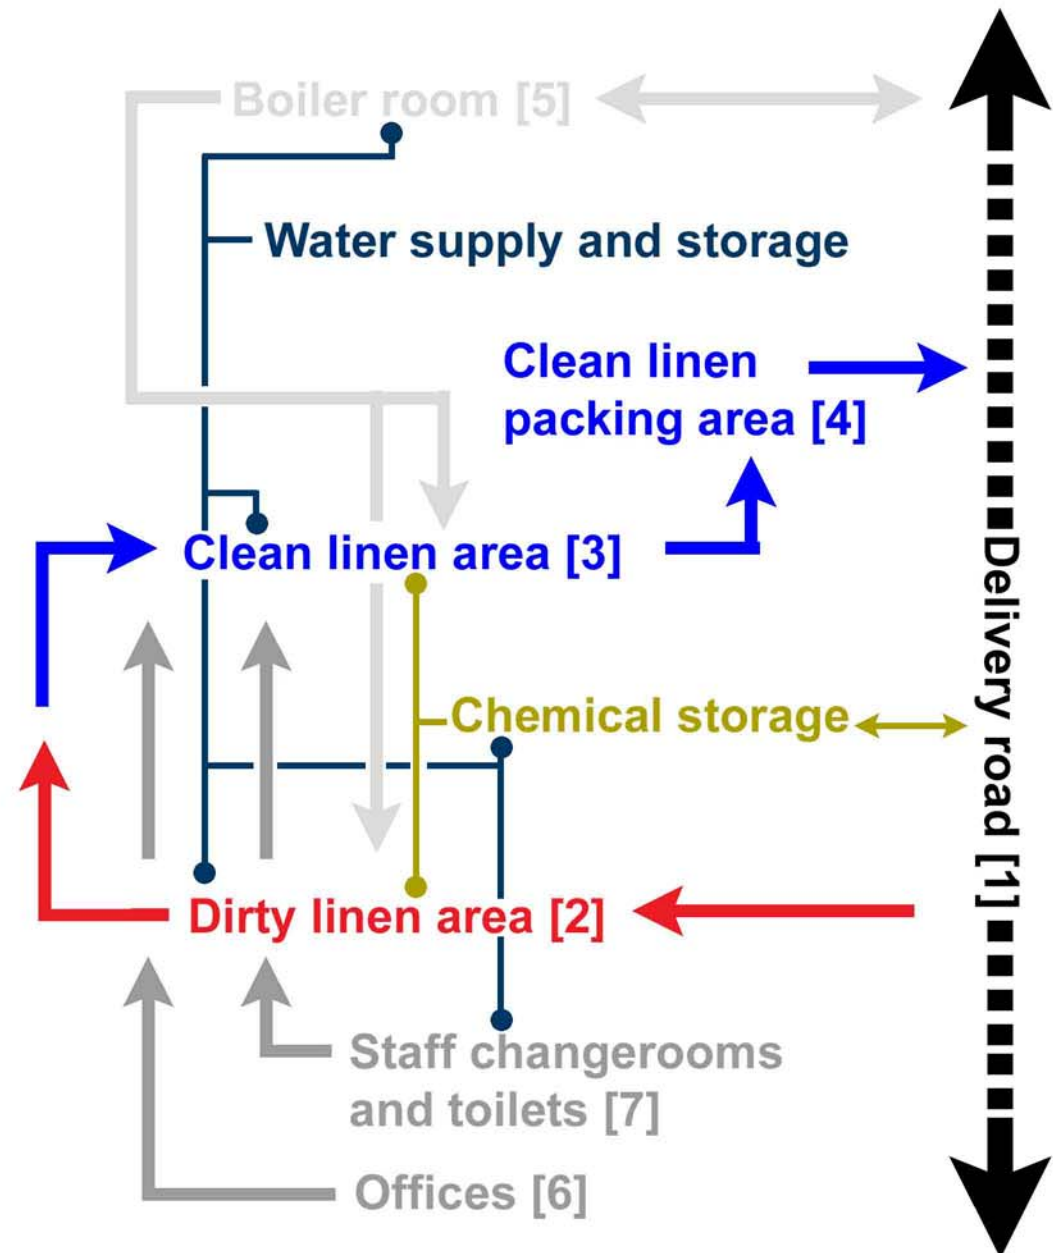 Boiler room [5]
Water supply and storage
Clean linen
packing area [4]
Clean linen area [3]
Chemical storage
Delivery road [1]
Dirty linen area [2]
Staff changerooms
and toilets [7]
Offices [6]